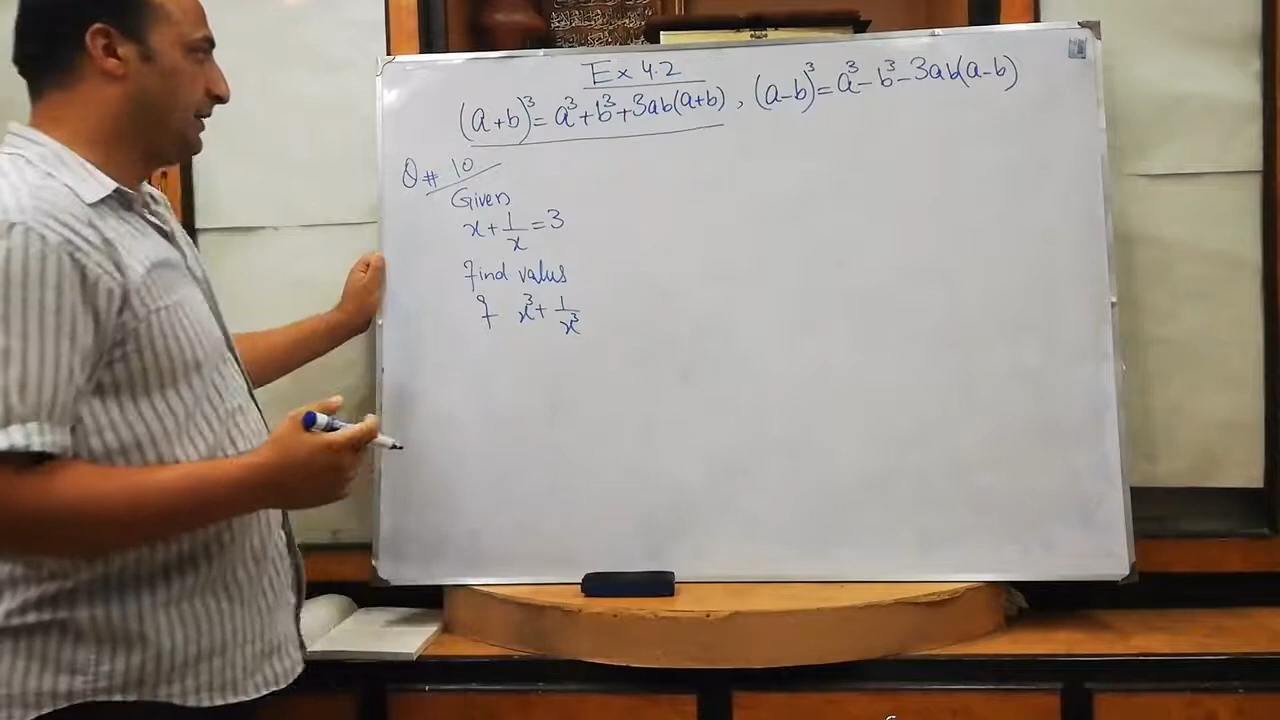 Ex 4.2
(a+b)³ = a³+b³+3ab(a+b) , (a-b)³ = a³-b³-3ab(a-b)
Q# 10
Given
x+1/x=3
Find value
of x³+1/x³